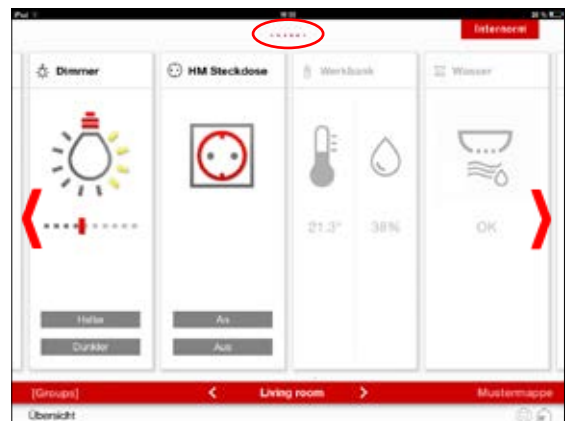 iPad
Internorm
Dimmer
HM Steckdose
Werkbank
Wasser
21.3°
38%
OK
Heller
An
Dunkler
Aus
[Groups]
< Living room >
Mustermappe
Übersicht